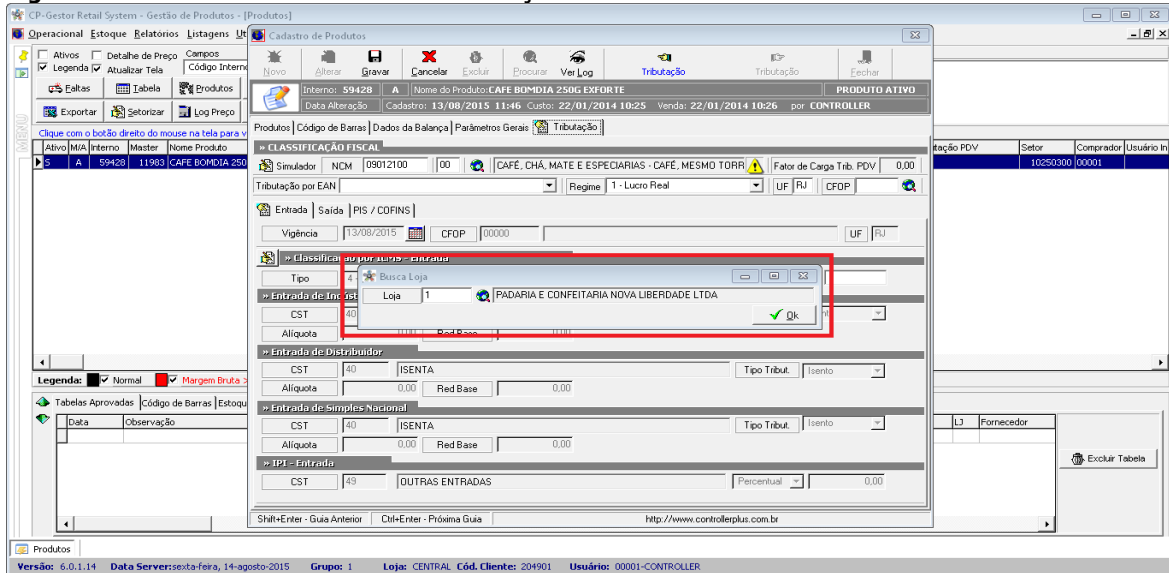 CP-Gestor Retail System - Gestão de Produtos - [Produtos]
Operacional Estoque Relatórios Listagens
Ativos Detalhe de Preço Campos
Legenda Atualizar Tela Código Interno
Faltas Tabela Produtos
Exportar Setorizar Log Preço
MENU
Clique com o botão direito do mouse na tela para
Ativo M/A Interno Master Nome Produto
S A 59428 11983 CAFE BOMDIA 250
PDV Setor Comprador Usuário In
10250300 00001
Legenda: Normal Margem Bruta >
Tabelas Aprovadas Código de Barras
Data Observação
LJ Fornecedor
Excluir Tabela
Cadastro de Produtos
Novo Alterar Gravar Cancelar Excluir Procurar Ver Log Tributação Tributação Fechar
Interno: 59428 A Nome do Produto:CAFE BOMDIA 250G EXFORTE PRODUTO ATIVO
Data Alteração Cadastro: 13/08/2015 11:46 Custo: 22/01/2014 10:25 Venda: 22/01/2014 10:26 por CONTROLLER
Produtos Código de Barras Dados da Balança Parâmetros Gerais Tributação
» CLASSIFICAÇÃO FISCAL
Simulador NCM 09012100 00 CAFÉ, CHÁ, MATE E ESPECIARIAS - CAFÉ, MESMO TORR Fator de Carga Trib. PDV 0.00
Tributação por EAN Regime 1 - Lucro Real UF RJ CFOP
Entrada Saída PIS / COFINS
Vigência 13/08/2015 CFOP 00000 UF RJ
» Classificação por ICMS - Entrada
Tipo 4 -
Busca Loja
Loja 1 PADARIA E CONFEITARIA NOVA LIBERDADE LTDA
Ok
» Entrada de
CST 40
Alíquota 0,00 Red Base 0,00
» Entrada de Distribuidor
CST 40 ISENTA Tipo Tribut. Isento
Alíquota 0,00 Red Base 0,00
» Entrada de Simples Nacional
CST 40 ISENTA Tipo Tribut. Isento
Alíquota 0,00 Red Base 0,00
» IPI - Entrada
CST 49 OUTRAS ENTRADAS Percentual 0,00
Shift+Enter - Guia Anterior Ctrl+Enter - Próxima Guia http://www.controllerplus.com.br
Produtos
Versão: 6.0.1.14 Data Server:sexta-feira, 14-agosto-2015 Grupo: 1 Loja: CENTRAL Cód. Cliente: 204901 Usuário: 00001-CONTROLLER